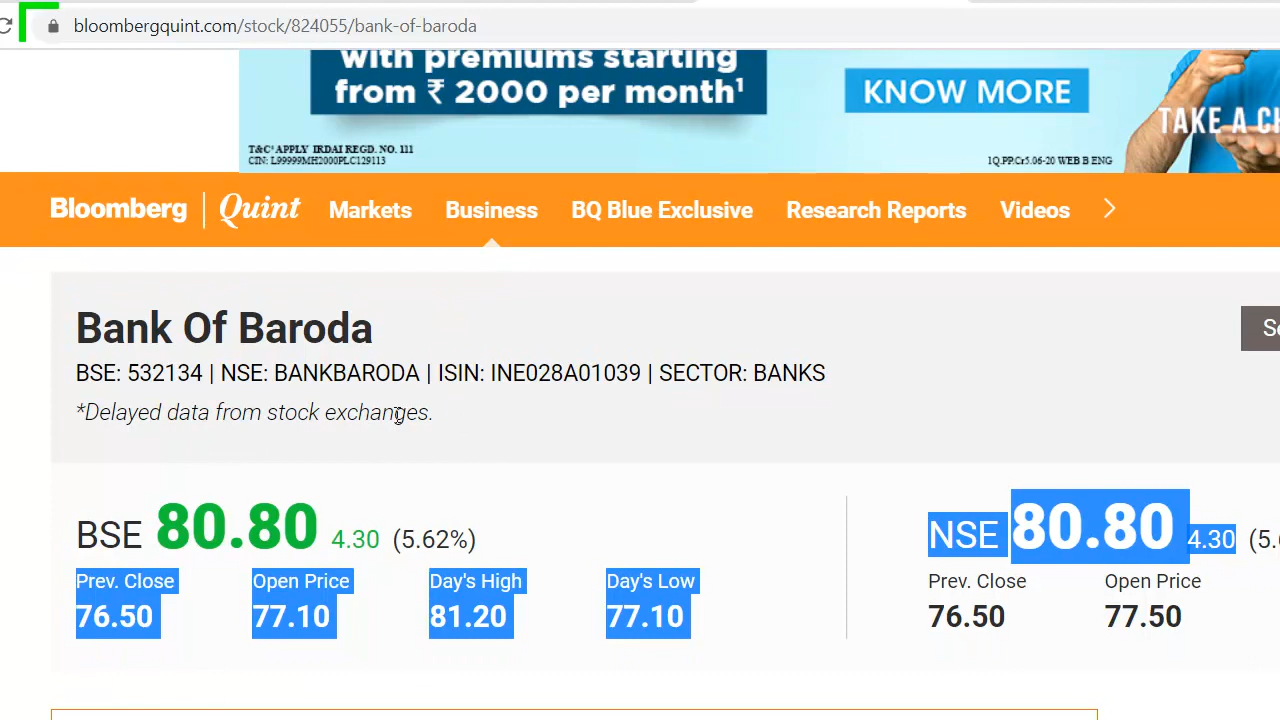 bloombergquint.com/stock/824055/bank-of-baroda
with premiums starting
from ₹ 2000 per month¹
KNOW MORE
TAKE A
T&C¹ APPLY IRDAI REGD. NO. 111
CIN: L99999MH2000PLC129113
1Q.PP.Cr5.06-20 WEB B ENG
Bloomberg | Quint Markets Business BQ Blue Exclusive Research Reports Videos
Bank Of Baroda
BSE: 532134 | NSE: BANKBARODA | ISIN: INE028A01039 | SECTOR: BANKS
*Delayed data from stock exchanges.
BSE 80.80 4.30 (5.62%)
Prev. Close Open Price Day's High Day's Low
76.50 77.10 81.20 77.10
NSE 80.80 4.30
Prev. Close Open Price
76.50 77.50